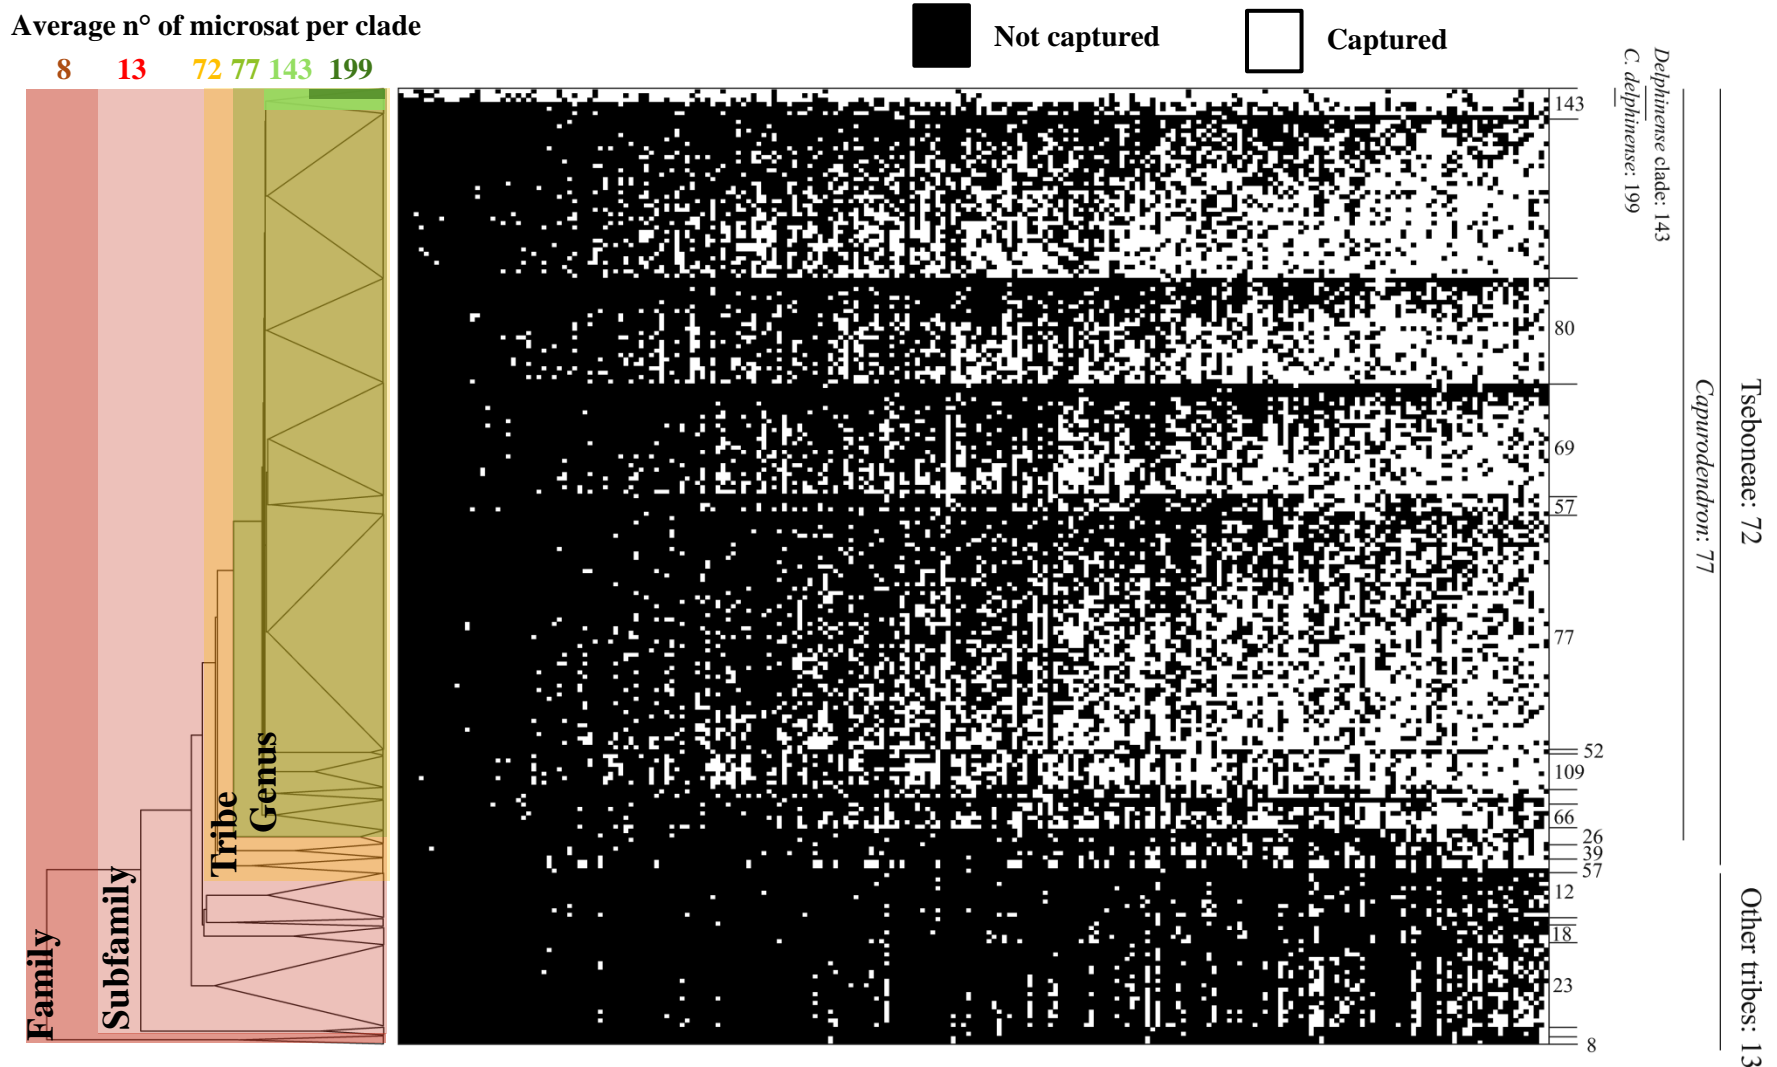 Average n° of microsat per clade
8 13 72 77 143 199
Not captured
Captured
Family
Subfamily
Tribe
Genus
143
80
69
57
77
52
109
66
26
39
57
12
18
23
8
C. delphinense: 199
Delphinense clade: 143
Capurodendron: 77
Tseboneae: 72
Other tribes: 13